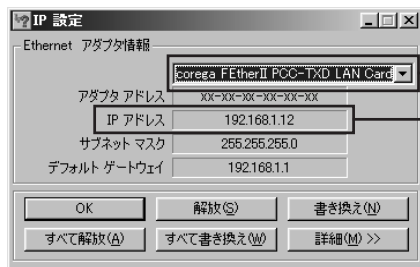 IP 設定
Ethernet アダプタ情報
corega FEtherII PCC-TXD LAN Card
アダプタ アドレス xx-xx-xx-xx-xx-xx
IP アドレス 192.168.1.12
サブネット マスク 255.255.255.0
デフォルト ゲートウェイ 192.168.1.1
OK 解放(S) 書き換え(N)
すべて解放(A) すべて書き換え(W) 詳細(M) >>